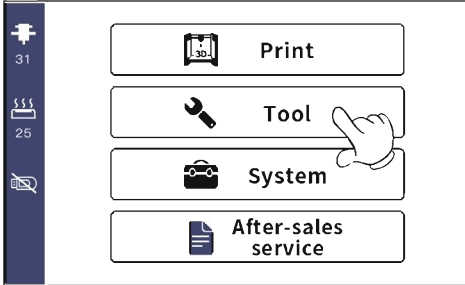 31
25
3D
Print
Tool
System
After-sales
service